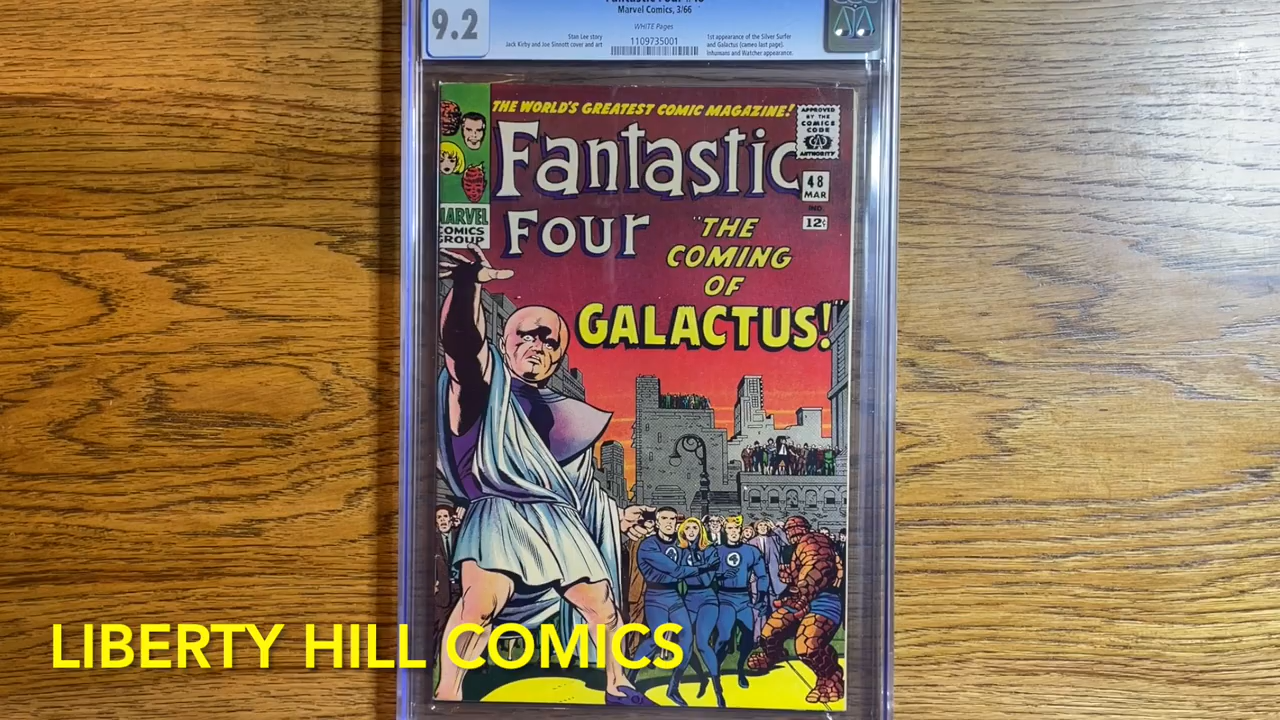 9.2
Marvel Comics, 3/66
WHITE Pages
Stan Lee story
Jack Kirby and Joe Sinnott cover and art
1109735001
1st appearance of the Silver Surfer
and Galactus (cameo last page).
Inhumans and Watcher appearance.
THE WORLD'S GREATEST COMIC MAGAZINE!
APPROVED
BY THE
COMICS
CODE
AUTHORITY
Fantastic
Four
48
MAR
IND.
12¢
MARVEL
COMICS
GROUP
"THE
COMING
OF
GALACTUS!"
4
4
LIBERTY HILL COMICS